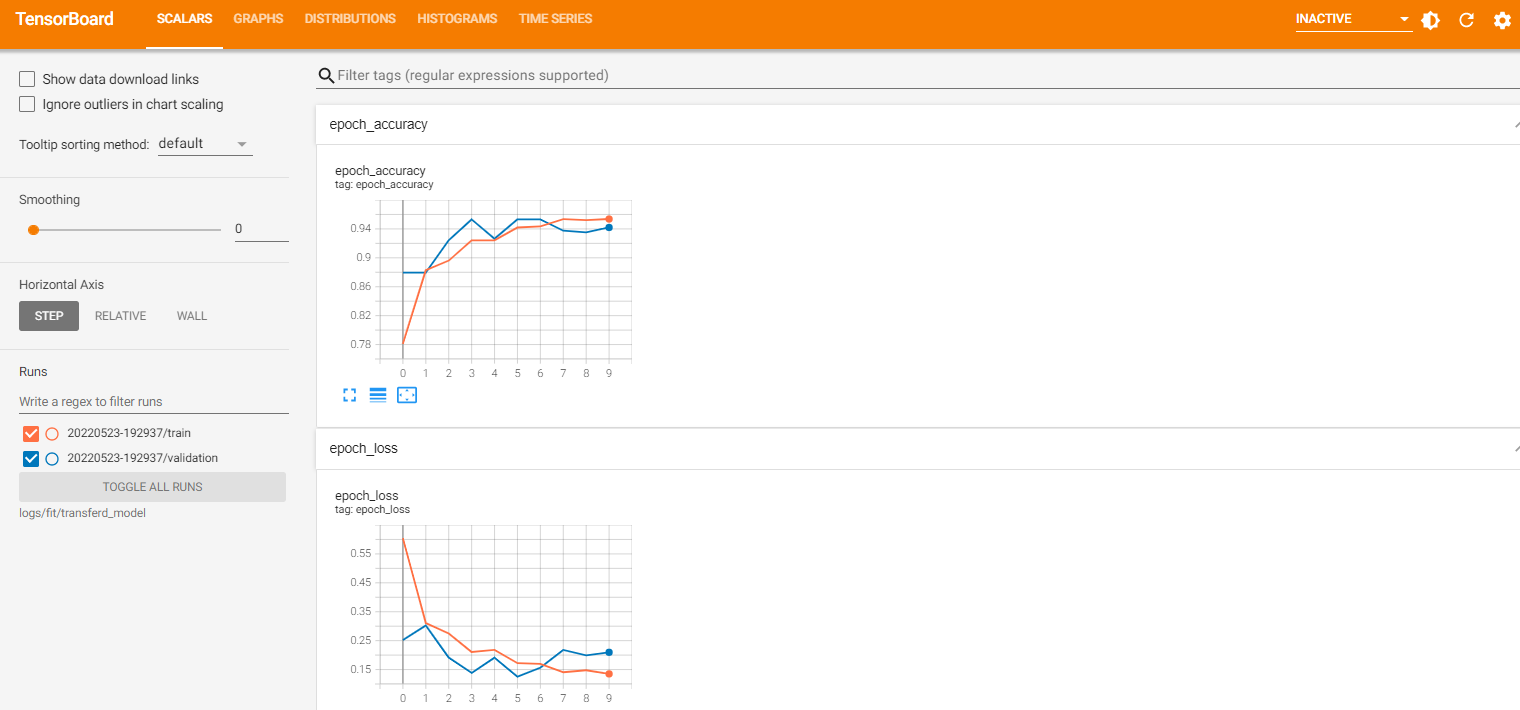 TensorBoard SCALARS GRAPHS DISTRIBUTIONS HISTOGRAMS TIME SERIES INACTIVE
Show data download links
Ignore outliers in chart scaling
Tooltip sorting method: default
Smoothing
0
Horizontal Axis
STEP RELATIVE WALL
Runs
Write a regex to filter runs
20220523-192937/train
20220523-192937/validation
TOGGLE ALL RUNS
logs/fit/transferd_model
Filter tags (regular expressions supported)
epoch_accuracy
epoch_accuracy
tag: epoch_accuracy
0.94
0.9
0.86
0.82
0.78
0 1 2 3 4 5 6 7 8 9
epoch_loss
epoch_loss
tag: epoch_loss
0.55
0.45
0.35
0.25
0.15
0 1 2 3 4 5 6 7 8 9